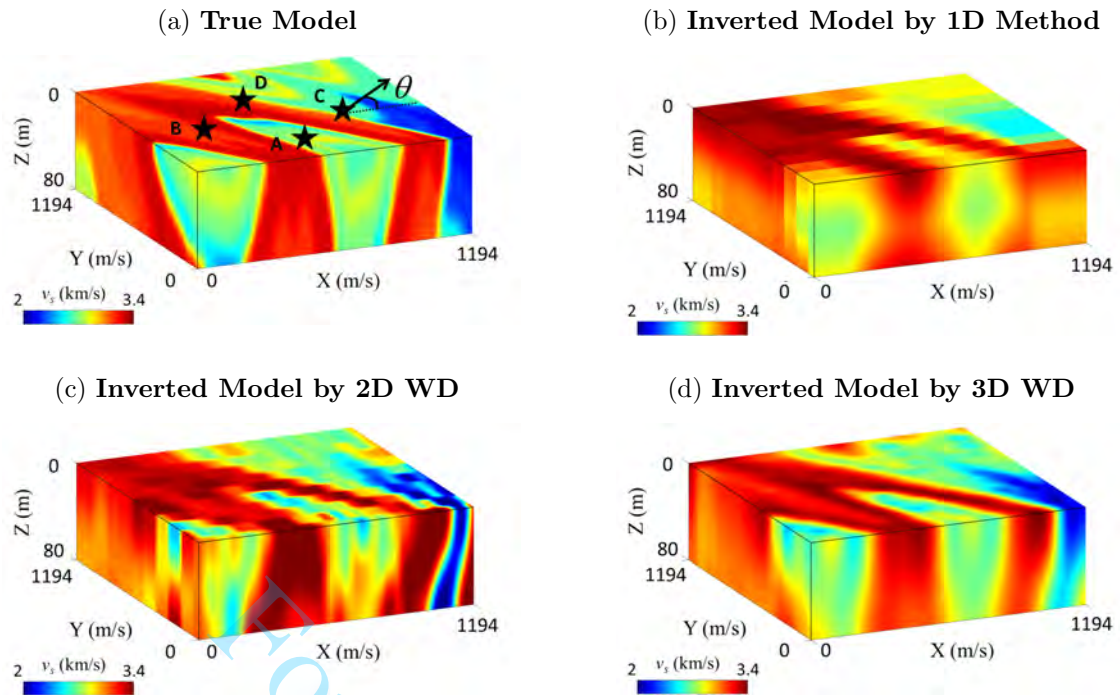 (a) True Model
0
Z (m)
80
1194
Y (m/s)
0
0
X (m/s)
1194
A
B
C
D
θ
2
vₛ (km/s)
3.4
(b) Inverted Model by 1D Method
0
Z (m)
80
1194
Y (m/s)
0
0
X (m/s)
1194
2
vₛ (km/s)
3.4
(c) Inverted Model by 2D WD
0
Z (m)
80
1194
Y (m/s)
0
0
X (m/s)
1194
2
vₛ (km/s)
3.4
Fo
(d) Inverted Model by 3D WD
0
Z (m)
80
1194
Y (m/s)
0
0
X (m/s)
1194
2
vₛ (km/s)
3.4